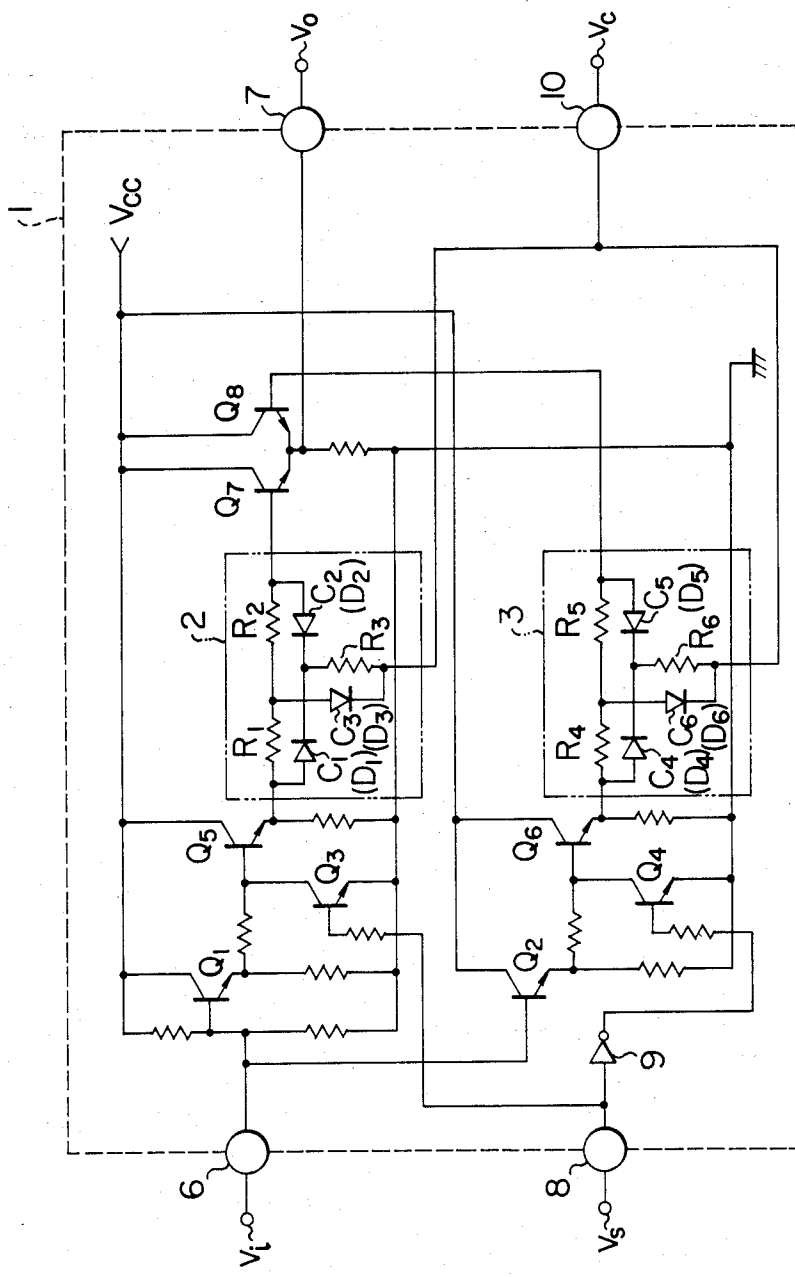 1
Vcc
Vo
7
10
Vc
Q8
Q7
2
R2
C2
(D2)
R1
R3
C3
(D3)
C1
(D1)
3
R5
C5
(D5)
R4
R6
C6
(D6)
C4
(D4)
Q5
Q3
Q1
Q6
Q4
Q2
9
6
Vi
8
Vs